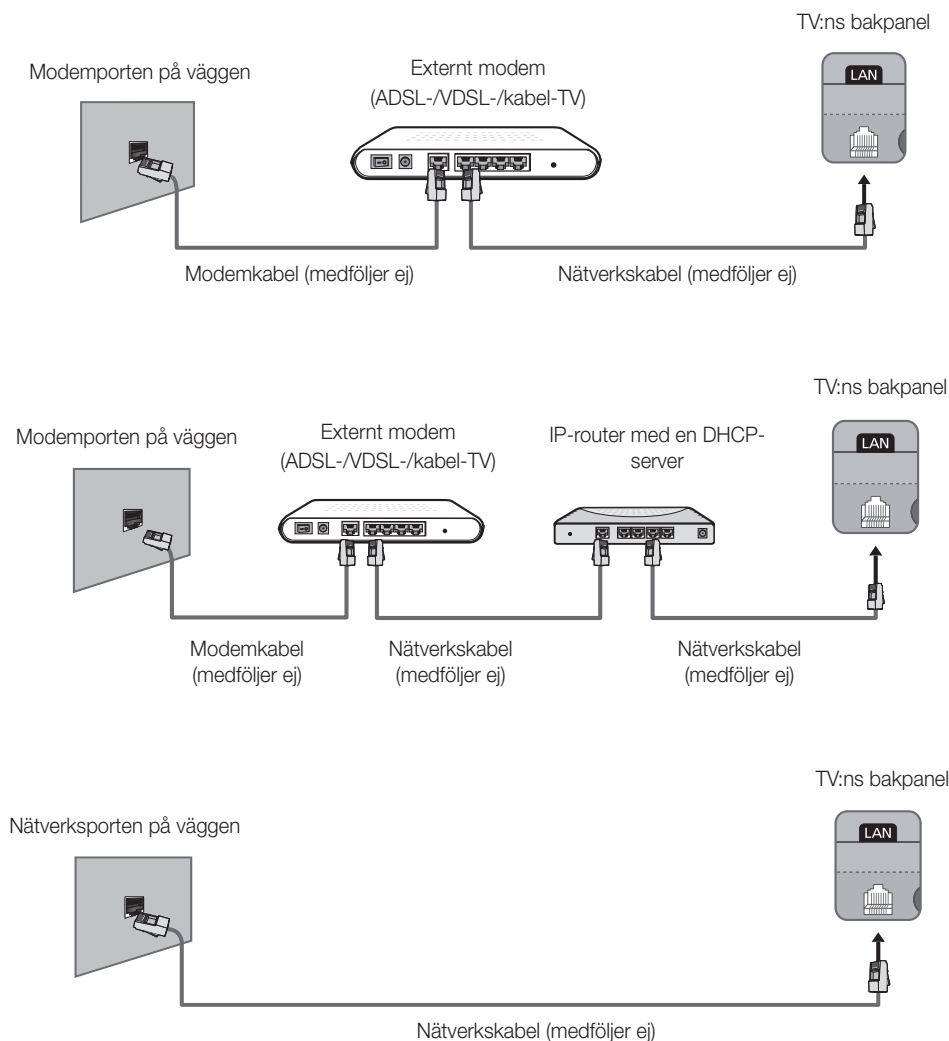 TV:ns bakpanel
Modemporten på väggen
Externt modem
(ADSL-/VDSL-/kabel-TV)
LAN
Modemkabel (medföljer ej)
Nätverkskabel (medföljer ej)
TV:ns bakpanel
Modemporten på väggen
Externt modem
(ADSL-/VDSL-/kabel-TV)
IP-router med en DHCP-
server
LAN
Modemkabel
(medföljer ej)
Nätverkskabel
(medföljer ej)
Nätverkskabel
(medföljer ej)
TV:ns bakpanel
Nätverksporten på väggen
LAN
Nätverkskabel (medföljer ej)